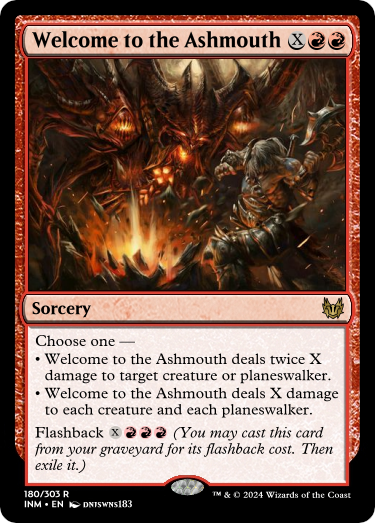 Welcome to the Ashmouth X
Sorcery
Choose one —
• Welcome to the Ashmouth deals twice X
damage to target creature or planeswalker.
• Welcome to the Ashmouth deals X damage
to each creature and each planeswalker.
Flashback X (You may cast this card
from your graveyard for its flashback cost. Then
exile it.)
180/303 R
INM • EN DNJSWNS183
™ & © 2024 Wizards of the Coast